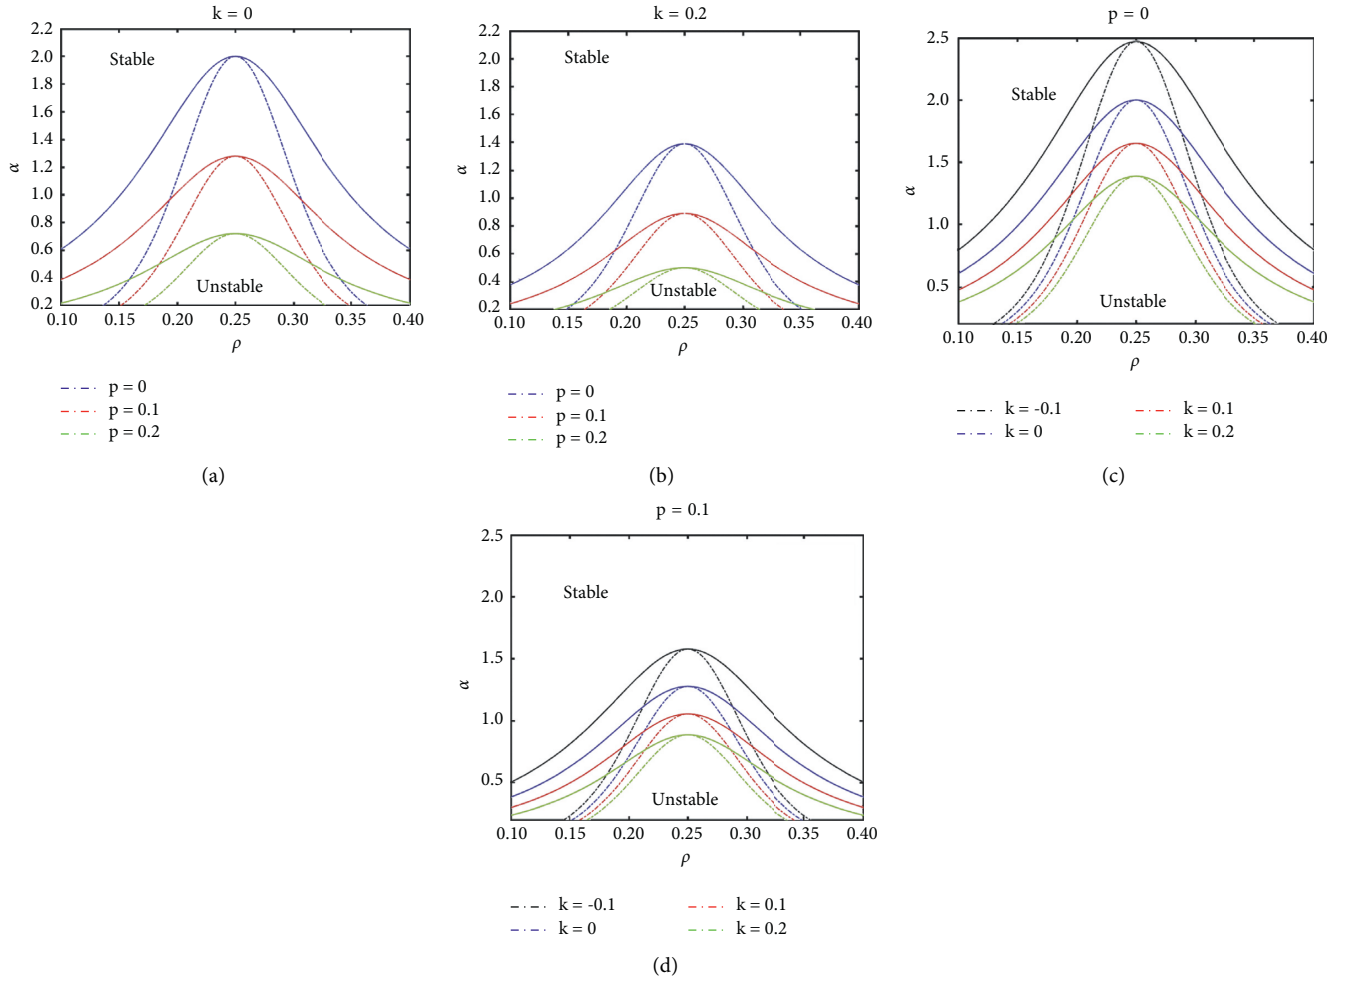 k = 0
2.2
2.0
1.8
1.6
1.4
1.2
1.0
0.8
0.6
0.4
0.2
α
Stable
Unstable
0.10 0.15 0.20 0.25 0.30 0.35 0.40
ρ
p = 0
p = 0.1
p = 0.2
(a)
k = 0.2
2.2
2.0
1.8
1.6
1.4
1.2
1.0
0.8
0.6
0.4
0.2
α
Stable
Unstable
0.10 0.15 0.20 0.25 0.30 0.35 0.40
ρ
p = 0
p = 0.1
p = 0.2
(b)
p = 0
2.5
2.0
1.5
1.0
0.5
α
Stable
Unstable
0.10 0.15 0.20 0.25 0.30 0.35 0.40
ρ
k = -0.1
k = 0
k = 0.1
k = 0.2
(c)
p = 0.1
2.5
2.0
1.5
1.0
0.5
α
Stable
Unstable
0.10 0.15 0.20 0.25 0.30 0.35 0.40
ρ
k = -0.1
k = 0
k = 0.1
k = 0.2
(d)